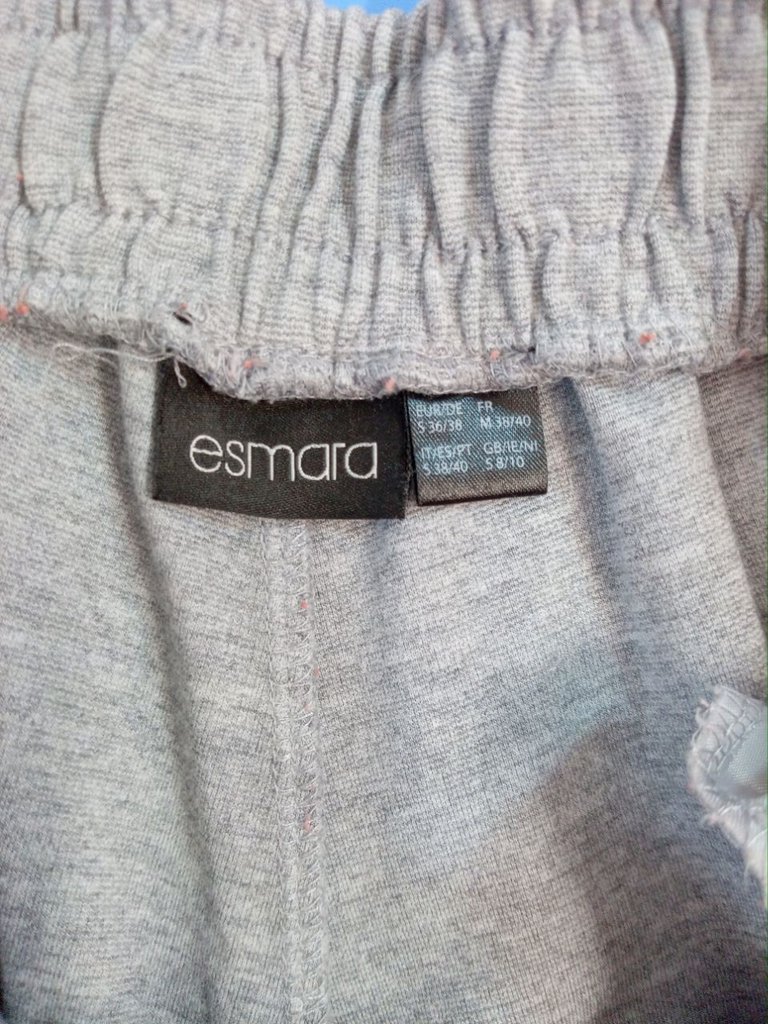 esmara
EUR/DE FR
S 36/38 M 38/40
IT/ES/PT GB/IE/NI
S 38/40 S 8/10